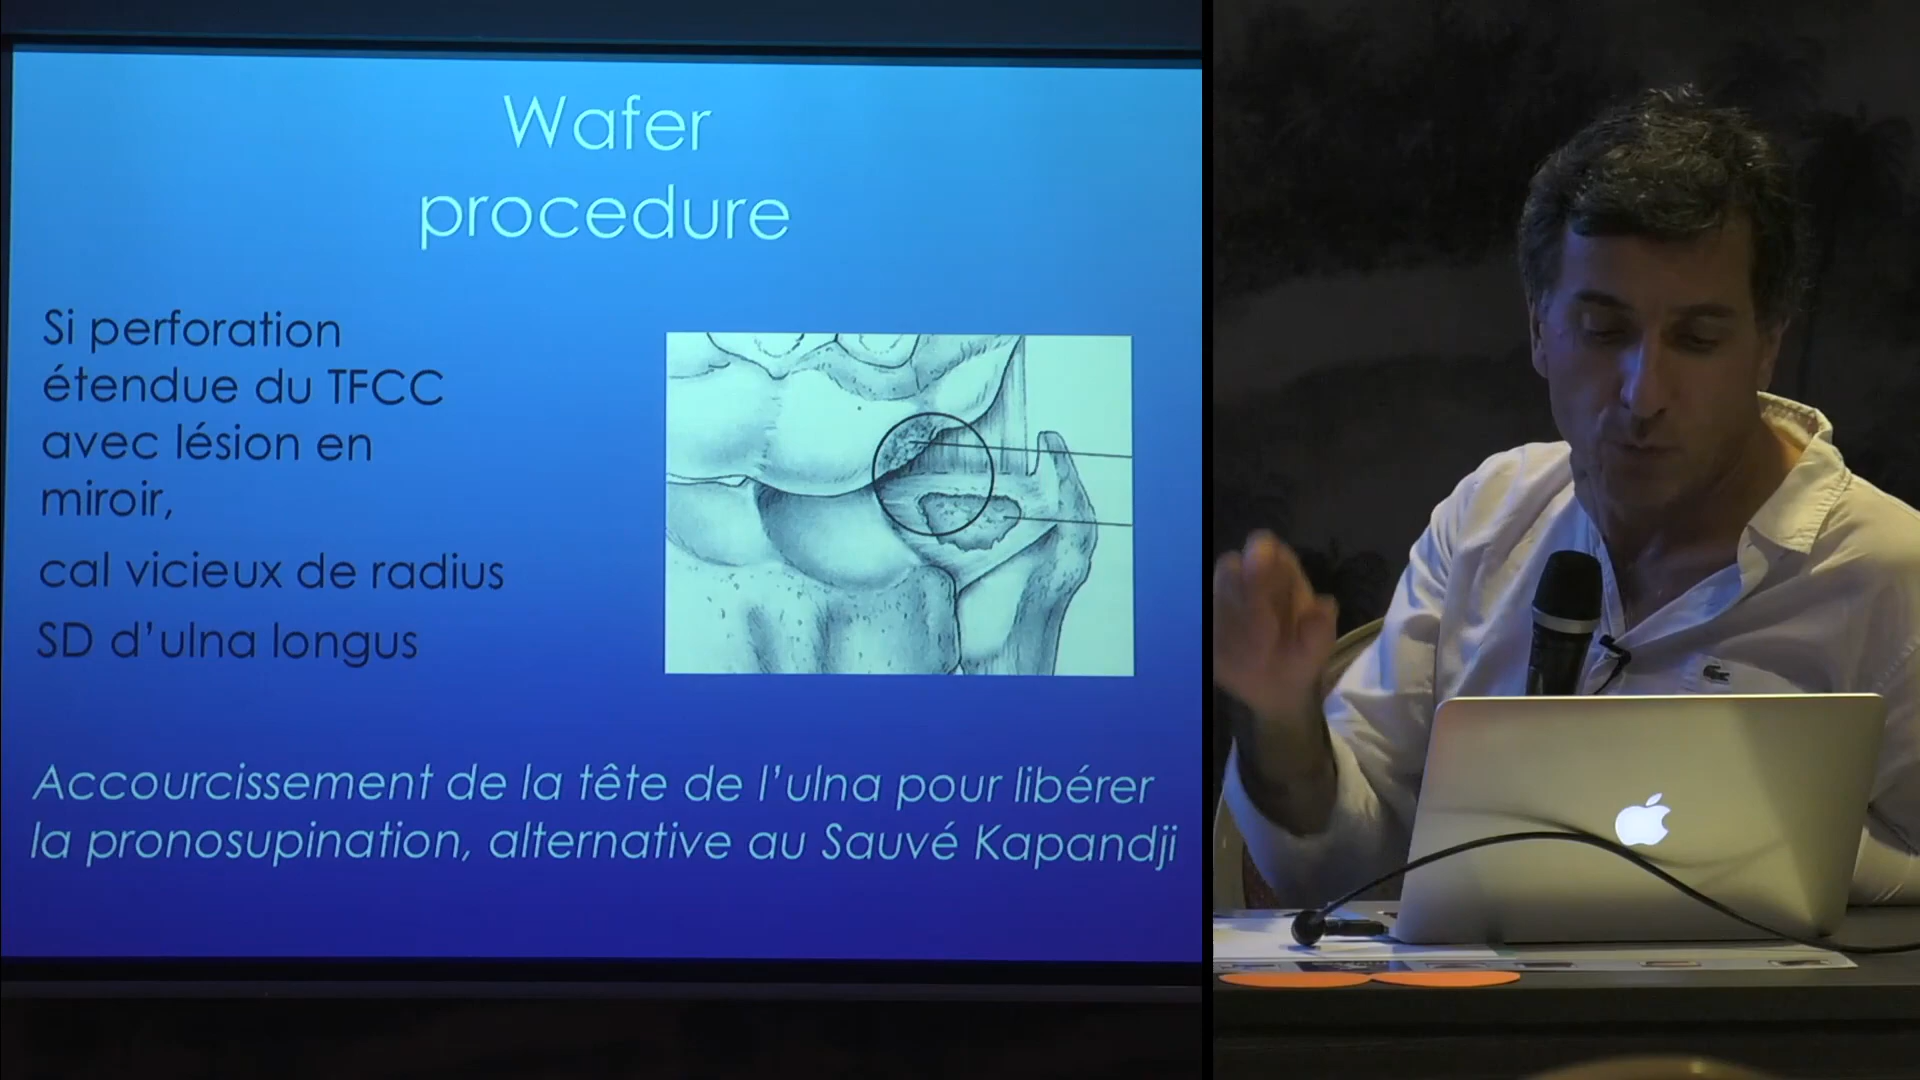 Wafer
procedure
Si perforation
étendue du TFCC
avec lésion en
miroir,
cal vicieux de radius
SD d'ulna longus
Accourcissement de la tête de l'ulna pour libérer
la pronosupination, alternative au Sauvé Kapandji